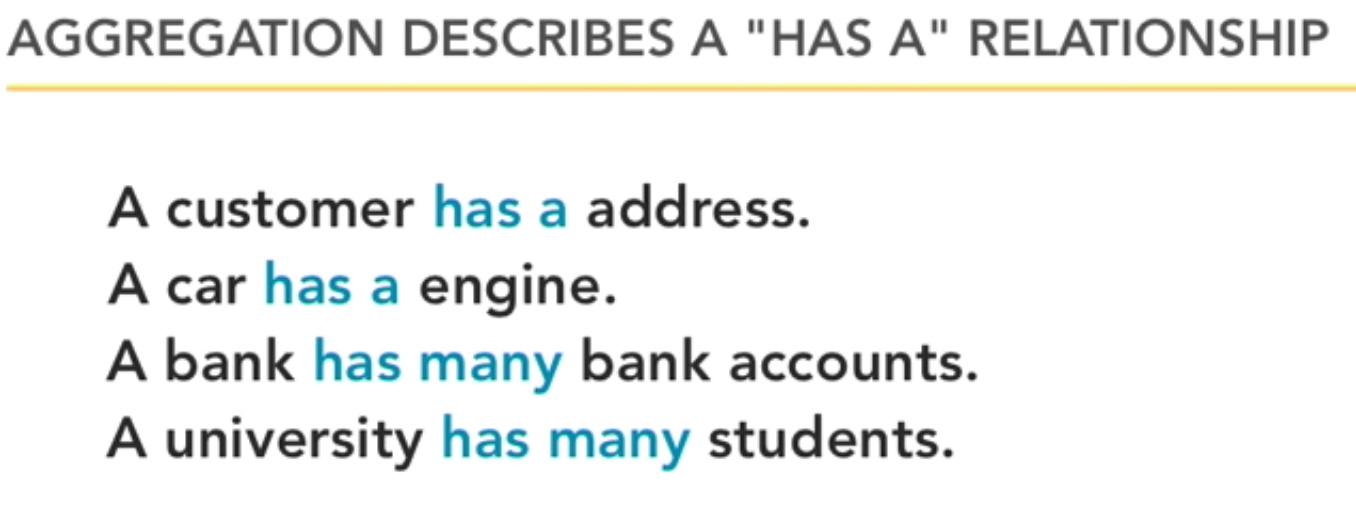 AGGREGATION DESCRIBES A "HAS A" RELATIONSHIP
A customer has a address.
A car has a engine.
A bank has many bank accounts.
A university has many students.